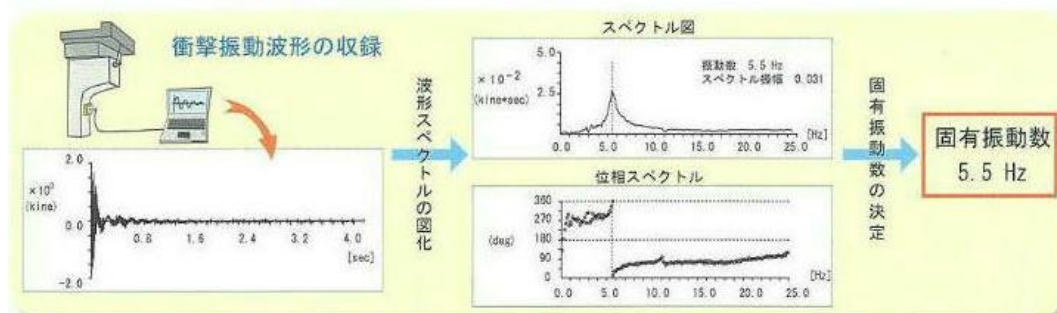 衝撃振動波形の収録
2.0
×10⁰
(kine)
0.0
-2.0
0.8 1.6 2.4 3.2 4.0
[sec]
波形スペクトルの図化
スペクトル図
5.0
×10⁻²
(kine*sec)
2.5
振動数 5.5 Hz
スペクトル振幅 0.031
0.0 5.0 10.0 15.0 20.0 25.0
[Hz]
位相スペクトル
360
270
(deg)
180
90
0
0.0 5.0 10.0 15.0 20.0 25.0
[Hz]
固有振動数の決定
固有振動数
5.5 Hz